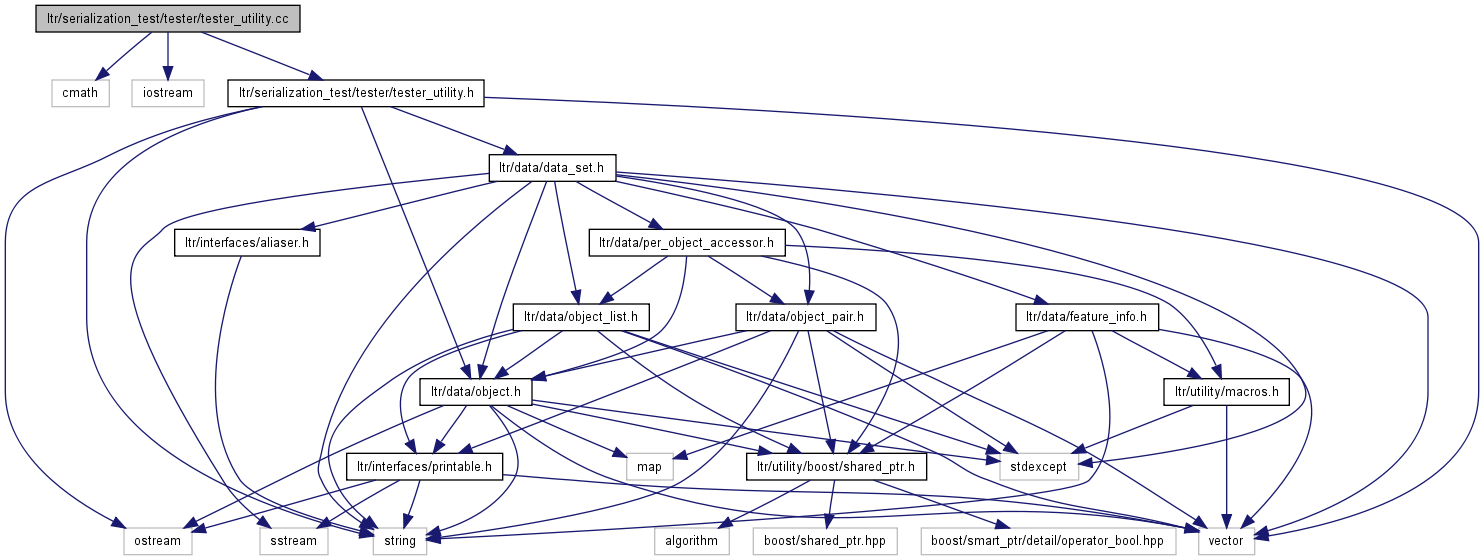 ltr/serialization_test/tester/tester_utility.cc
cmath
iostream
ltr/serialization_test/tester/tester_utility.h
ltr/data/data_set.h
ltr/interfaces/aliaser.h
ltr/data/per_object_accessor.h
ltr/data/object_list.h
ltr/data/object_pair.h
ltr/data/feature_info.h
ltr/data/object.h
ltr/utility/macros.h
ltr/interfaces/printable.h
map
ltr/utility/boost/shared_ptr.h
stdexcept
ostream
sstream
string
algorithm
boost/shared_ptr.hpp
boost/smart_ptr/detail/operator_bool.hpp
vector